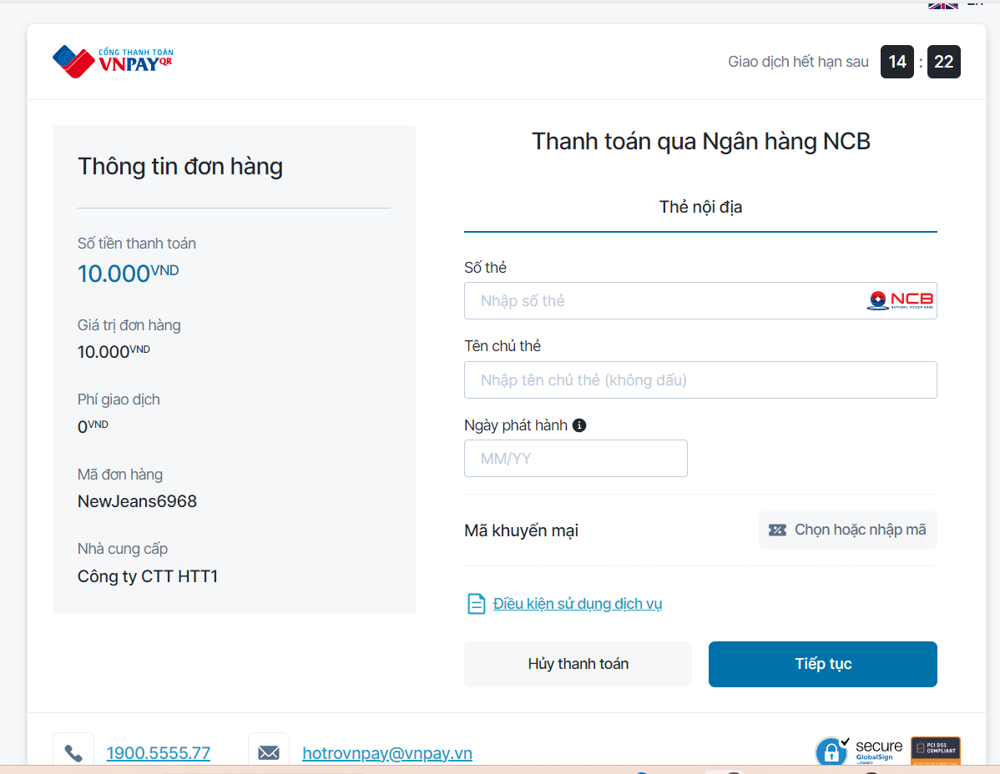 CỔNG THANH TOÁN
VNPAYQR
Giao dịch hết hạn sau 14 : 22
Thông tin đơn hàng
Số tiền thanh toán
10.000VND
Giá trị đơn hàng
10.000VND
Phí giao dịch
0VND
Mã đơn hàng
NewJeans6968
Nhà cung cấp
Công ty CTT HTT1
Thanh toán qua Ngân hàng NCB
Thẻ nội địa
Số thẻ
Nhập số thẻ
NCB
NATIONAL CITIZEN BANK
Tên chủ thẻ
Nhập tên chủ thẻ (không dấu)
Ngày phát hành
MM/YY
Mã khuyến mại
Chọn hoặc nhập mã
Điều kiện sử dụng dịch vụ
Hủy thanh toán
Tiếp tục
1900.5555.77
hotrovnpay@vnpay.vn
secure
GlobalSign
PCI DSS
COMPLIANT